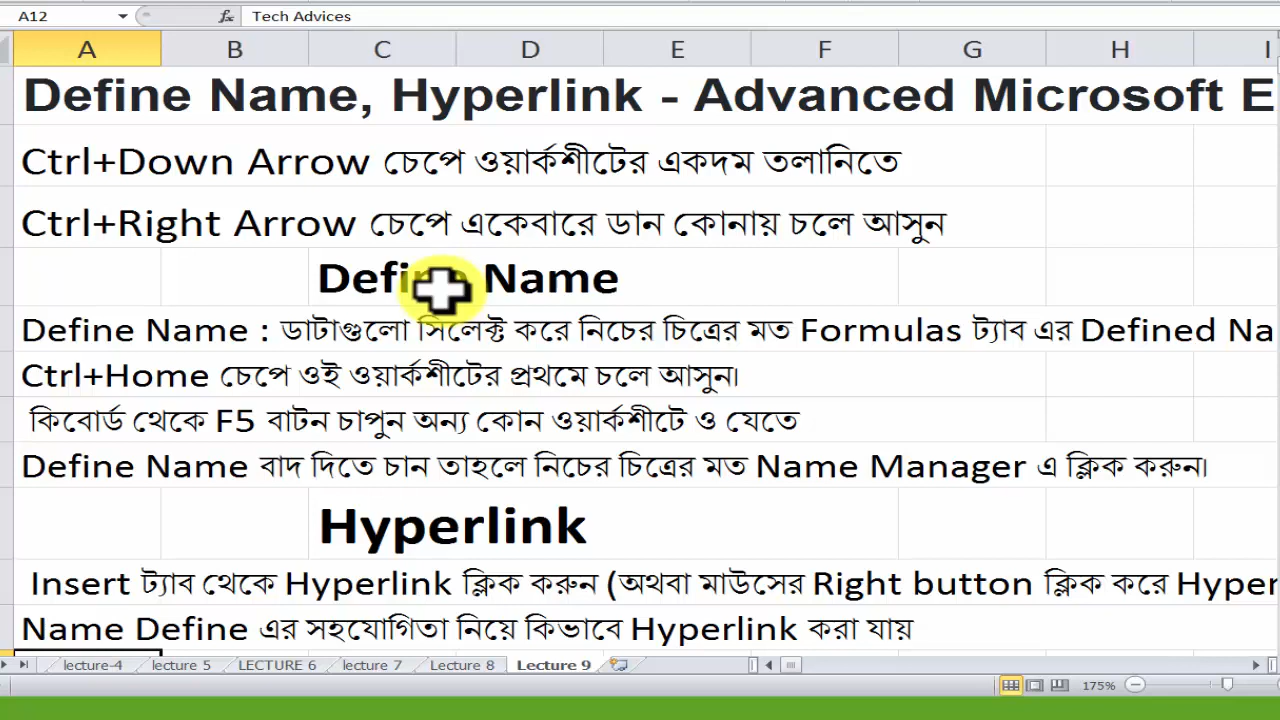 A12 fx Tech Advices
A B C D E F G H I
Define Name, Hyperlink - Advanced Microsoft E
Ctrl+Down Arrow চেপে ওয়ার্কশীটের একদম তলানিতে
Ctrl+Right Arrow চেপে একেবারে ডান কোনায় চলে আসুন
Define Name
Define Name : ডাটাগুলো সিলেক্ট করে নিচের চিত্রের মত Formulas ট্যাব এর Defined Na
Ctrl+Home চেপে ওই ওয়ার্কশীটের প্রথমে চলে আসুন।
কিবোর্ড থেকে F5 বাটন চাপুন অন্য কোন ওয়ার্কশীটে ও যেতে
Define Name বাদ দিতে চান তাহলে নিচের চিত্রের মত Name Manager এ ক্লিক করুন।
Hyperlink
Insert ট্যাব থেকে Hyperlink ক্লিক করুন (অথবা মাউসের Right button ক্লিক করে Hyper
Name Define এর সহযোগিতা নিয়ে কিভাবে Hyperlink করা যায়
lecture-4 lecture 5 LECTURE 6 lecture 7 Lecture 8 Lecture 9
175%